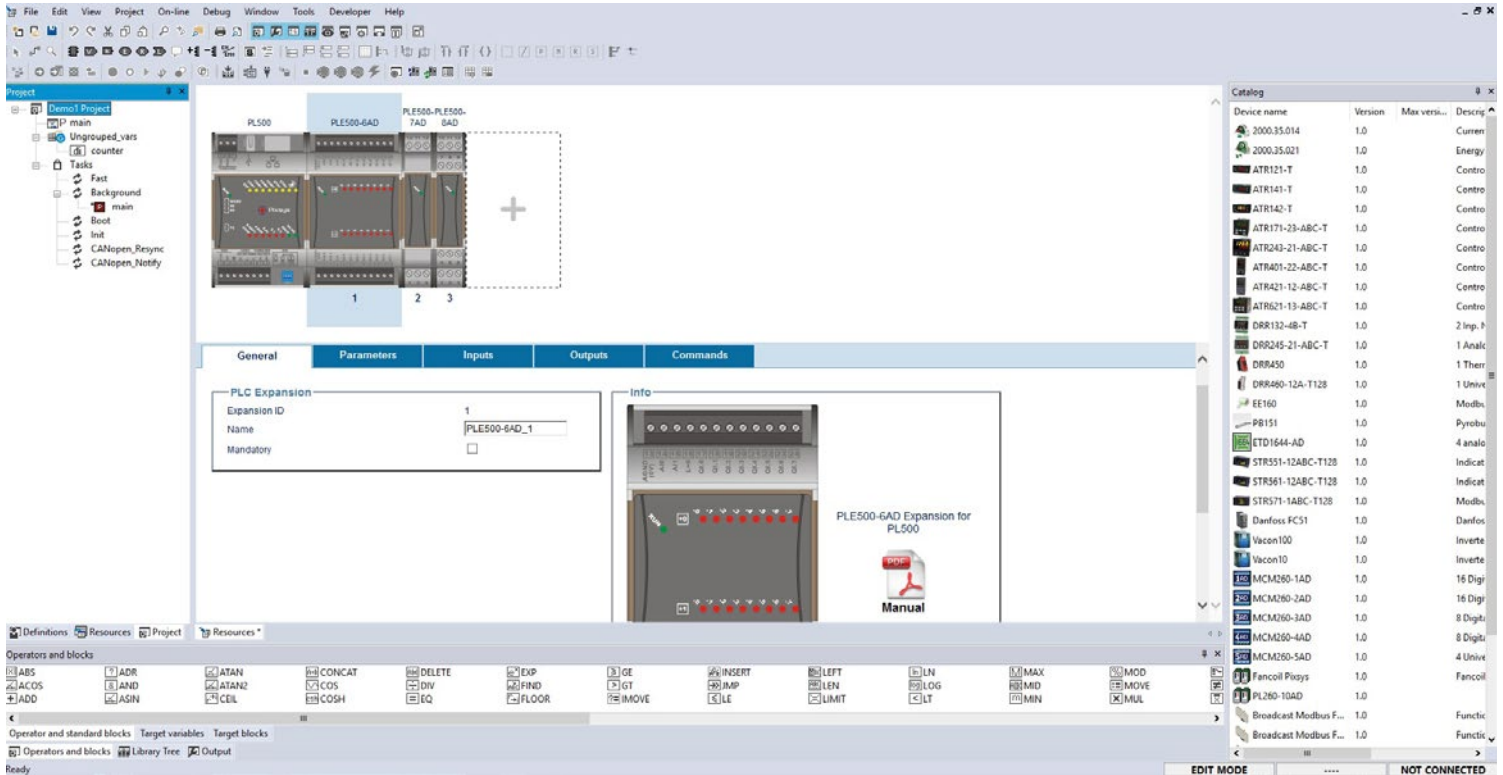 File Edit View Project On-line Debug Window Tools Developer Help
Project
Demo1 Project
P main
Ungrouped_vars
counter
Tasks
Fast
Background
main
Boot
Init
CANopen_Resync
CANopen_Notify
Definitions Resources Project
PL500 PLE500-6AD PLE500-7AD PLE500-8AD
1 2 3
General Parameters Inputs Outputs Commands
PLC Expansion
Expansion ID 1
Name PLE500-6AD_1
Mandatory
Info
RUN
PLE500-6AD Expansion for
PL500
PDF
Manual
Resources *
Catalog
Device name Version Max versi... Descrip
2000.35.014 1.0 Curren
2000.35.021 1.0 Energy
ATR121-T 1.0 Contro
ATR141-T 1.0 Contro
ATR142-T 1.0 Contro
ATR171-23-ABC-T 1.0 Contro
ATR243-21-ABC-T 1.0 Contro
ATR401-22-ABC-T 1.0 Contro
ATR421-12-ABC-T 1.0 Contro
ATR621-13-ABC-T 1.0 Contro
DRR132-4B-T 1.0 2 Inp. N
DRR245-21-ABC-T 1.0 1 Analc
DRR450 1.0 1 Therr
DRR460-12A-T128 1.0 1 Unive
EE160 1.0 Modbu
PB151 1.0 Pyrobu
ETD1644-AD 1.0 4 analo
STR551-12ABC-T128 1.0 Indicat
STR561-12ABC-T128 1.0 Indicat
STR571-1ABC-T128 1.0 Modbu
Danfoss FC51 1.0 Danfos
Vacon100 1.0 Inverte
Vacon10 1.0 Inverte
MCM260-1AD 1.0 16 Digi
MCM260-2AD 1.0 16 Digi
MCM260-3AD 1.0 8 Digita
MCM260-4AD 1.0 8 Digita
MCM260-5AD 1.0 4 Unive
Fancoil Pixsys 1.0 Fancoil
PL260-10AD 1.0
Broadcast Modbus F... 1.0 Functic
Broadcast Modbus F... 1.0 Functic
Operators and blocks
ABS ADR ATAN CONCAT DELETE EXP GE INSERT LEFT LN MAX MOD
ACOS AND ATAN2 COS DIV FIND GT JMP LEN LOG MID MOVE
ADD ASIN CEIL COSH EQ FLOOR IMOVE LE LIMIT LT MIN MUL
Operator and standard blocks Target variables Target blocks
Operators and blocks Library Tree Output
Ready EDIT MODE ---- NOT CONNECTED